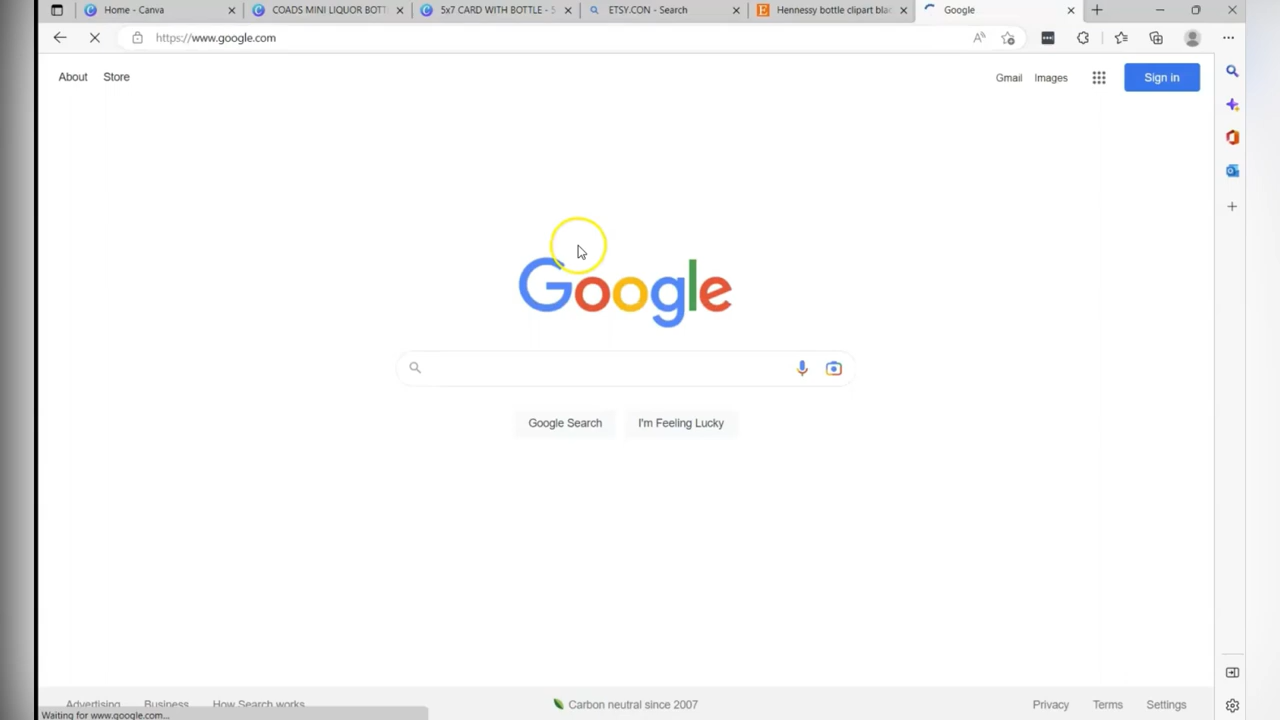 Home - Canva
COADS MINI LIQUOR BOTT
5x7 CARD WITH BOTTLE - 5
ETSY.CON - Search
Hennessy bottle clipart blac
Google
https://www.google.com
About
Store
Gmail
Images
Sign in
Google
Google Search
I'm Feeling Lucky
Advertising
Business
How Search works
Carbon neutral since 2007
Privacy
Terms
Settings
Waiting for www.google.com...